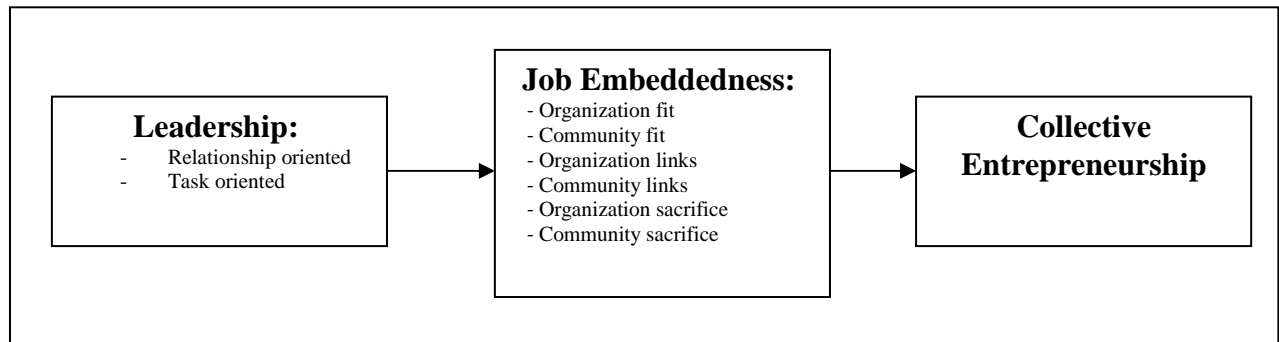 Leadership:
- Relationship oriented
- Task oriented
Job Embeddedness:
- Organization fit
- Community fit
- Organization links
- Community links
- Organization sacrifice
- Community sacrifice
Collective
Entrepreneurship